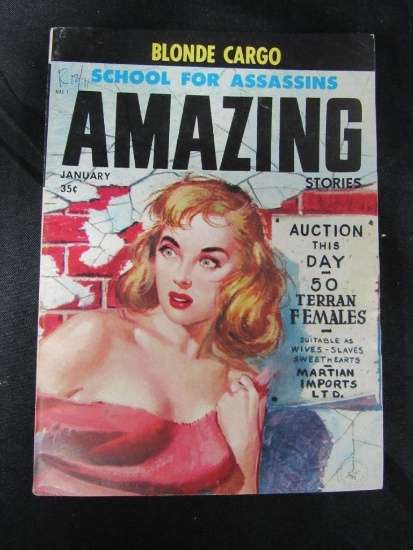 BLONDE CARGO
SCHOOL FOR ASSASSINS
AMAZING
JANUARY
35¢
STORIES
AUCTION
THIS
DAY
-
50
TERRAN
FEMALES
SUITABLE AS
WIVES - SLAVES
SWEETHEARTS
-
MARTIAN
IMPORTS
LTD.